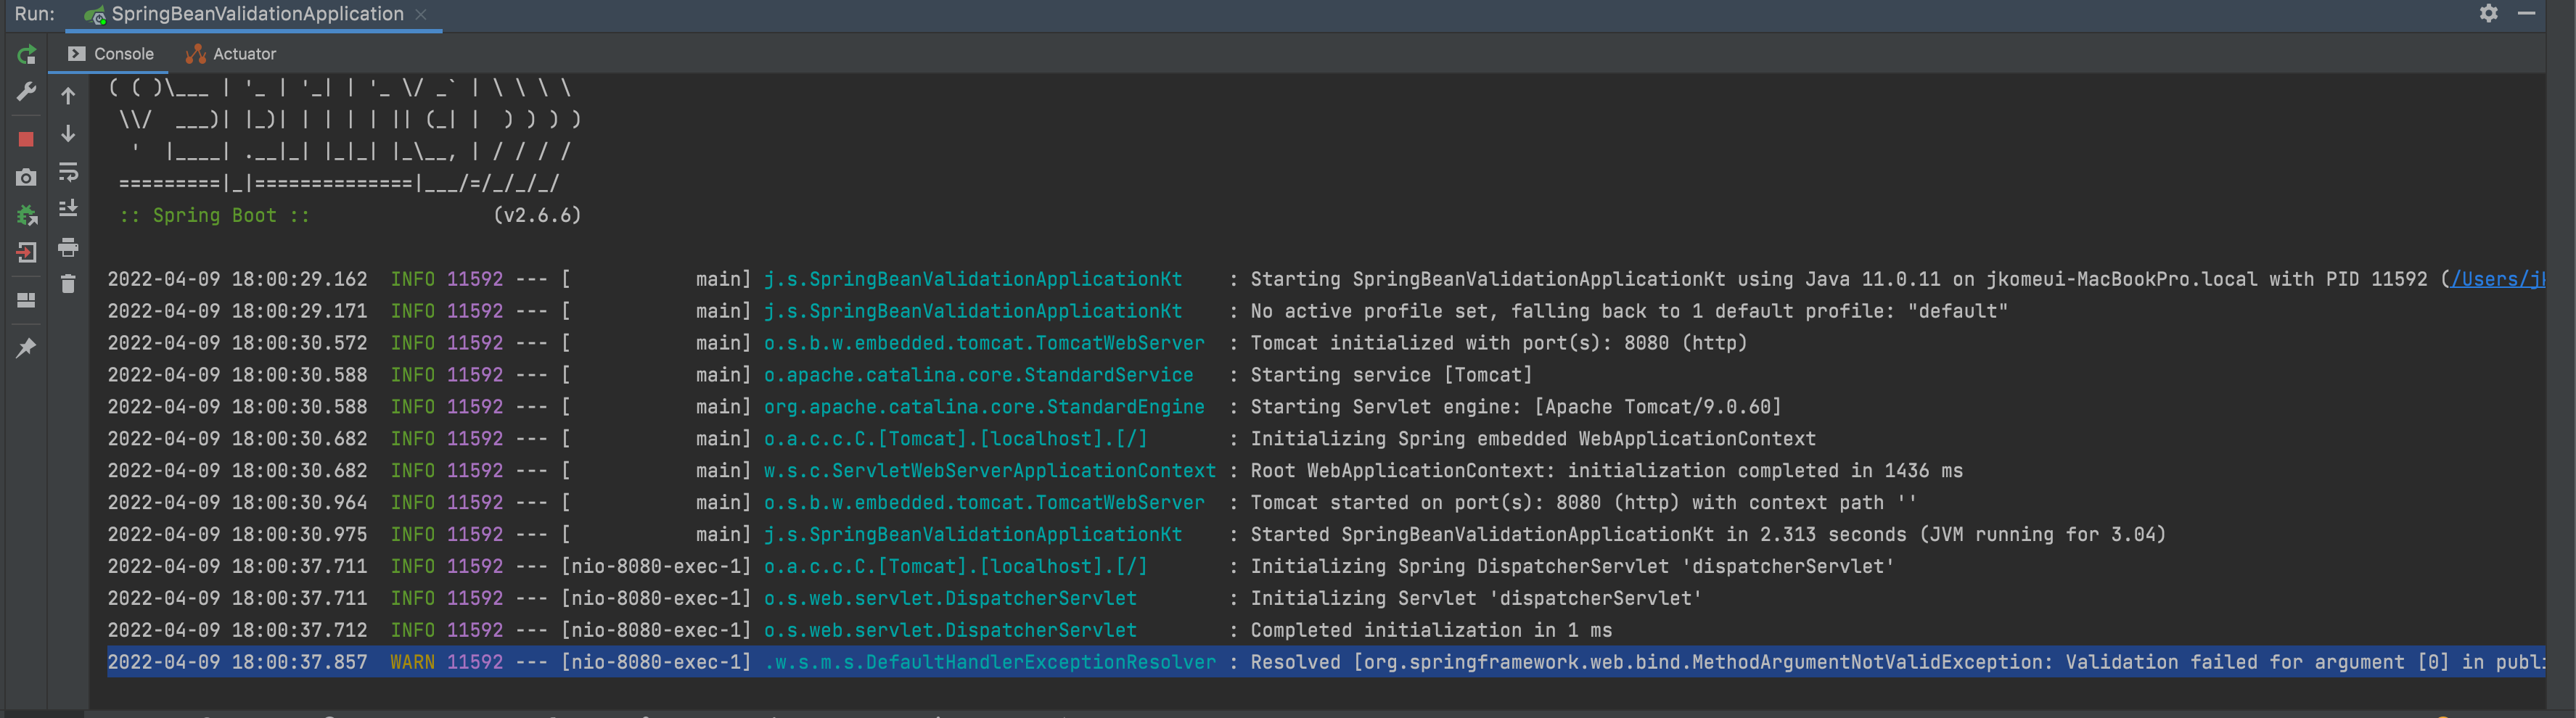 Run: SpringBeanValidationApplication ×
Console Actuator
( ( )\___ | '_ | '_| | '_ \/ _` | \ \ \ \
 \\/  ___)| |_)| | | | | || (_| |  ) ) ) )
  '  |____| .__|_| |_|_| |_\__, | / / / /
 =========|_|==============|___/=/_/_/_/
 :: Spring Boot ::                (v2.6.6)
2022-04-09 18:00:29.162  INFO 11592 --- [           main] j.s.SpringBeanValidationApplicationKt    : Starting SpringBeanValidationApplicationKt using Java 11.0.11 on jkomeui-MacBookPro.local with PID 11592 (/Users/jk
2022-04-09 18:00:29.171  INFO 11592 --- [           main] j.s.SpringBeanValidationApplicationKt    : No active profile set, falling back to 1 default profile: "default"
2022-04-09 18:00:30.572  INFO 11592 --- [           main] o.s.b.w.embedded.tomcat.TomcatWebServer  : Tomcat initialized with port(s): 8080 (http)
2022-04-09 18:00:30.588  INFO 11592 --- [           main] o.apache.catalina.core.StandardService   : Starting service [Tomcat]
2022-04-09 18:00:30.588  INFO 11592 --- [           main] org.apache.catalina.core.StandardEngine  : Starting Servlet engine: [Apache Tomcat/9.0.60]
2022-04-09 18:00:30.682  INFO 11592 --- [           main] o.a.c.c.C.[Tomcat].[localhost].[/]       : Initializing Spring embedded WebApplicationContext
2022-04-09 18:00:30.682  INFO 11592 --- [           main] w.s.c.ServletWebServerApplicationContext : Root WebApplicationContext: initialization completed in 1436 ms
2022-04-09 18:00:30.964  INFO 11592 --- [           main] o.s.b.w.embedded.tomcat.TomcatWebServer  : Tomcat started on port(s): 8080 (http) with context path ''
2022-04-09 18:00:30.975  INFO 11592 --- [           main] j.s.SpringBeanValidationApplicationKt    : Started SpringBeanValidationApplicationKt in 2.313 seconds (JVM running for 3.04)
2022-04-09 18:00:37.711  INFO 11592 --- [nio-8080-exec-1] o.a.c.c.C.[Tomcat].[localhost].[/]       : Initializing Spring DispatcherServlet 'dispatcherServlet'
2022-04-09 18:00:37.711  INFO 11592 --- [nio-8080-exec-1] o.s.web.servlet.DispatcherServlet        : Initializing Servlet 'dispatcherServlet'
2022-04-09 18:00:37.712  INFO 11592 --- [nio-8080-exec-1] o.s.web.servlet.DispatcherServlet        : Completed initialization in 1 ms
2022-04-09 18:00:37.857  WARN 11592 --- [nio-8080-exec-1] .w.s.m.s.DefaultHandlerExceptionResolver : Resolved [org.springframework.web.bind.MethodArgumentNotValidException: Validation failed for argument [0] in publi